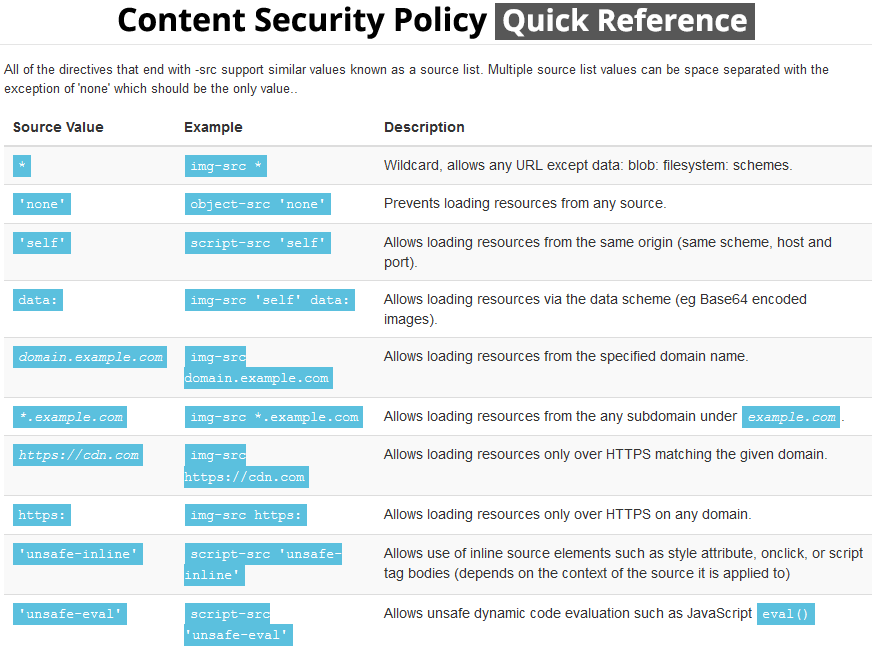 Content Security Policy Quick Reference
All of the directives that end with -src support similar values known as a source list. Multiple source list values can be space separated with the
exception of 'none' which should be the only value..
Source Value Example Description
* img-src * Wildcard, allows any URL except data: blob: filesystem: schemes.
'none' object-src 'none' Prevents loading resources from any source.
'self' script-src 'self' Allows loading resources from the same origin (same scheme, host and
port).
data: img-src 'self' data: Allows loading resources via the data scheme (eg Base64 encoded
images).
domain.example.com img-src Allows loading resources from the specified domain name.
domain.example.com
*.example.com img-src *.example.com Allows loading resources from the any subdomain under example.com.
https://cdn.com img-src Allows loading resources only over HTTPS matching the given domain.
https://cdn.com
https: img-src https: Allows loading resources only over HTTPS on any domain.
'unsafe-inline' script-src 'unsafe- Allows use of inline source elements such as style attribute, onclick, or script
inline' tag bodies (depends on the context of the source it is applied to)
'unsafe-eval' script-src Allows unsafe dynamic code evaluation such as JavaScript eval()
'unsafe-eval'